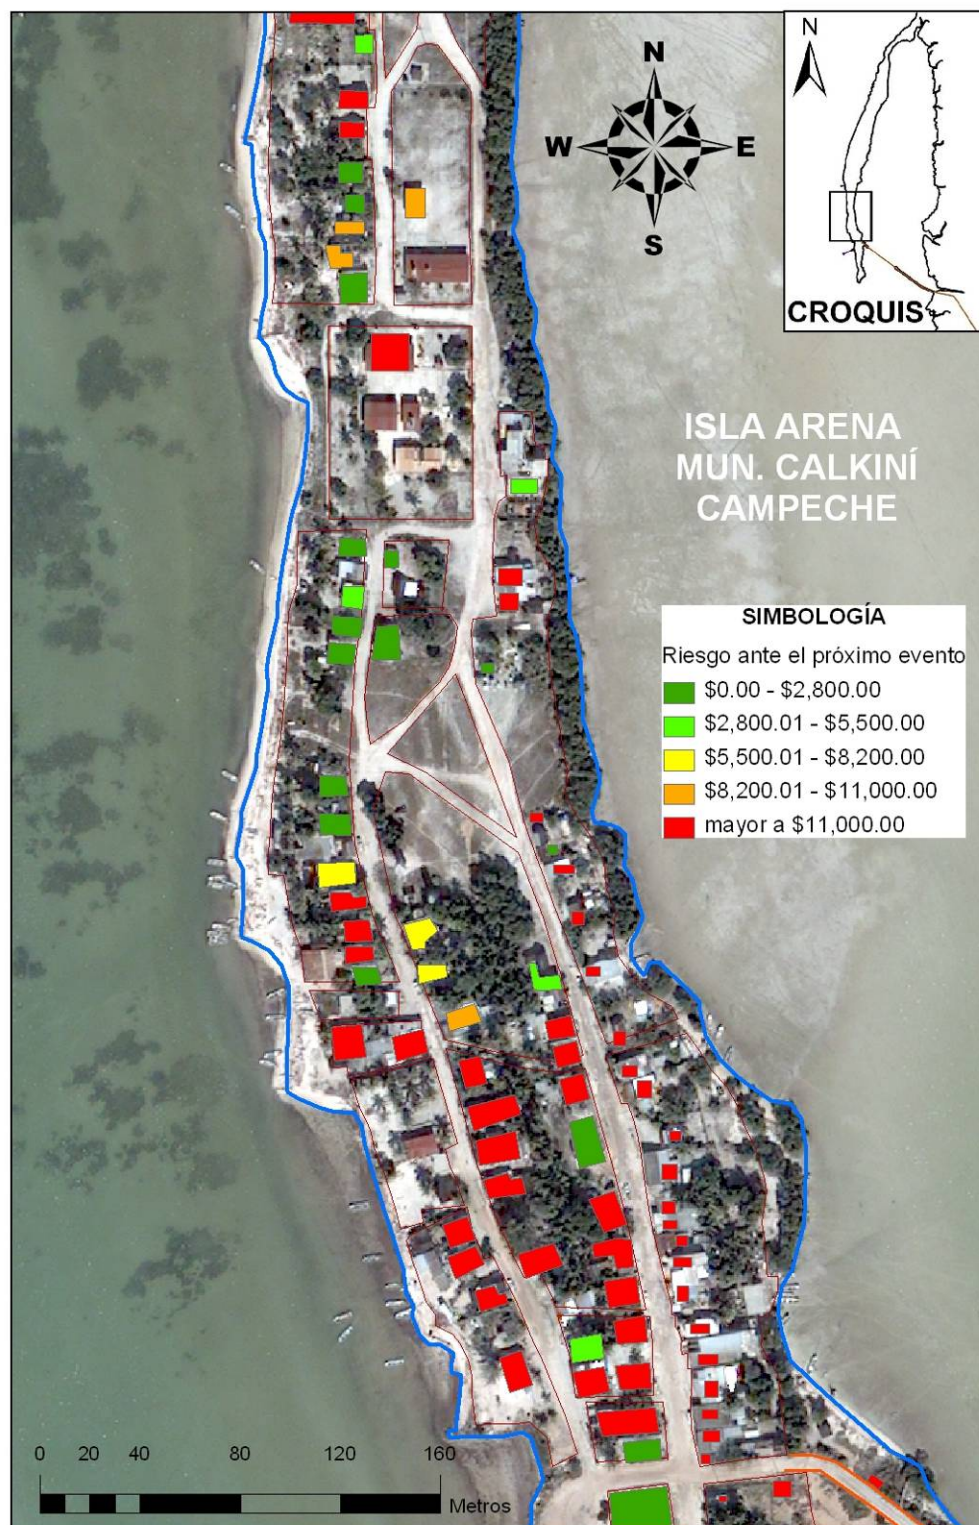 N
W
E
S
N
CROQUIS
ISLA ARENA
MUN. CALKINÍ
CAMPECHE
SIMBOLOGÍA
Riesgo ante el próximo evento
$0.00 - $2,800.00
$2,800.01 - $5,500.00
$5,500.01 - $8,200.00
$8,200.01 - $11,000.00
mayor a $11,000.00
0 20 40 80 120 160
Metros